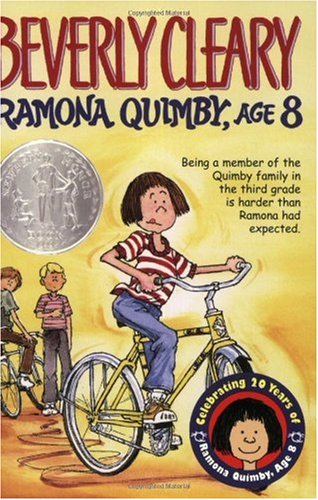 BEVERLY CLEARY
RAMONA QUIMBY, AGE 8
Being a member of the
Quimby family in
the third grade
is harder than
Ramona had
expected.
Celebrating 20 Years of
Ramona Quimby, Age 8